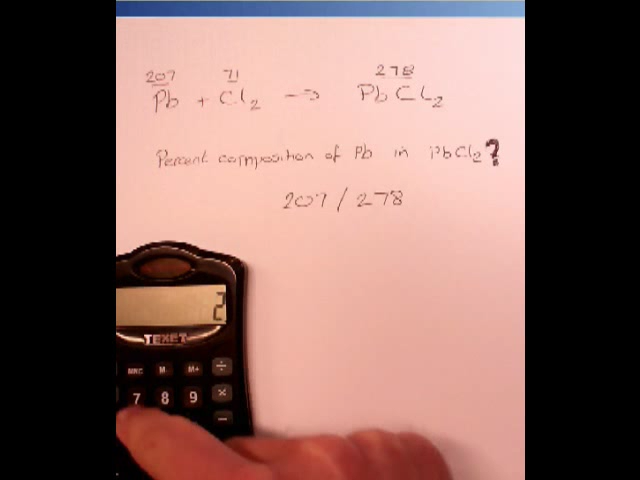 207 71 278
Pb + Cl2 → PbCl2
Percent composition of Pb in PbCl2?
207 / 278
2
TEXET
MRC M M+ ÷
7 8 9 ×
−